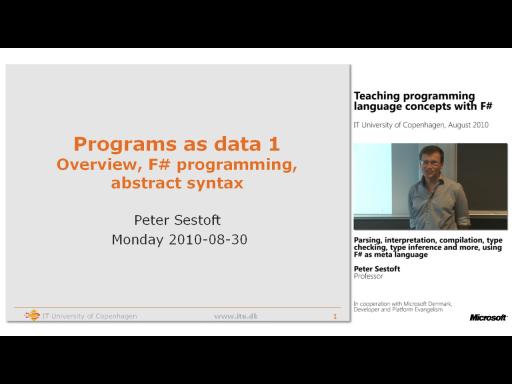 Programs as data 1
Overview, F# programming,
abstract syntax
Peter Sestoft
Monday 2010-08-30
IT University of Copenhagen
www.itu.dk
1
Teaching programming
language concepts with F#
IT University of Copenhagen, August 2010
Parsing, interpretation, compilation, type
checking, type inference and more, using
F# as meta language
Peter Sestoft
Professor
In cooperation with Microsoft Denmark,
Developer and Platform Evangelism
Microsoft